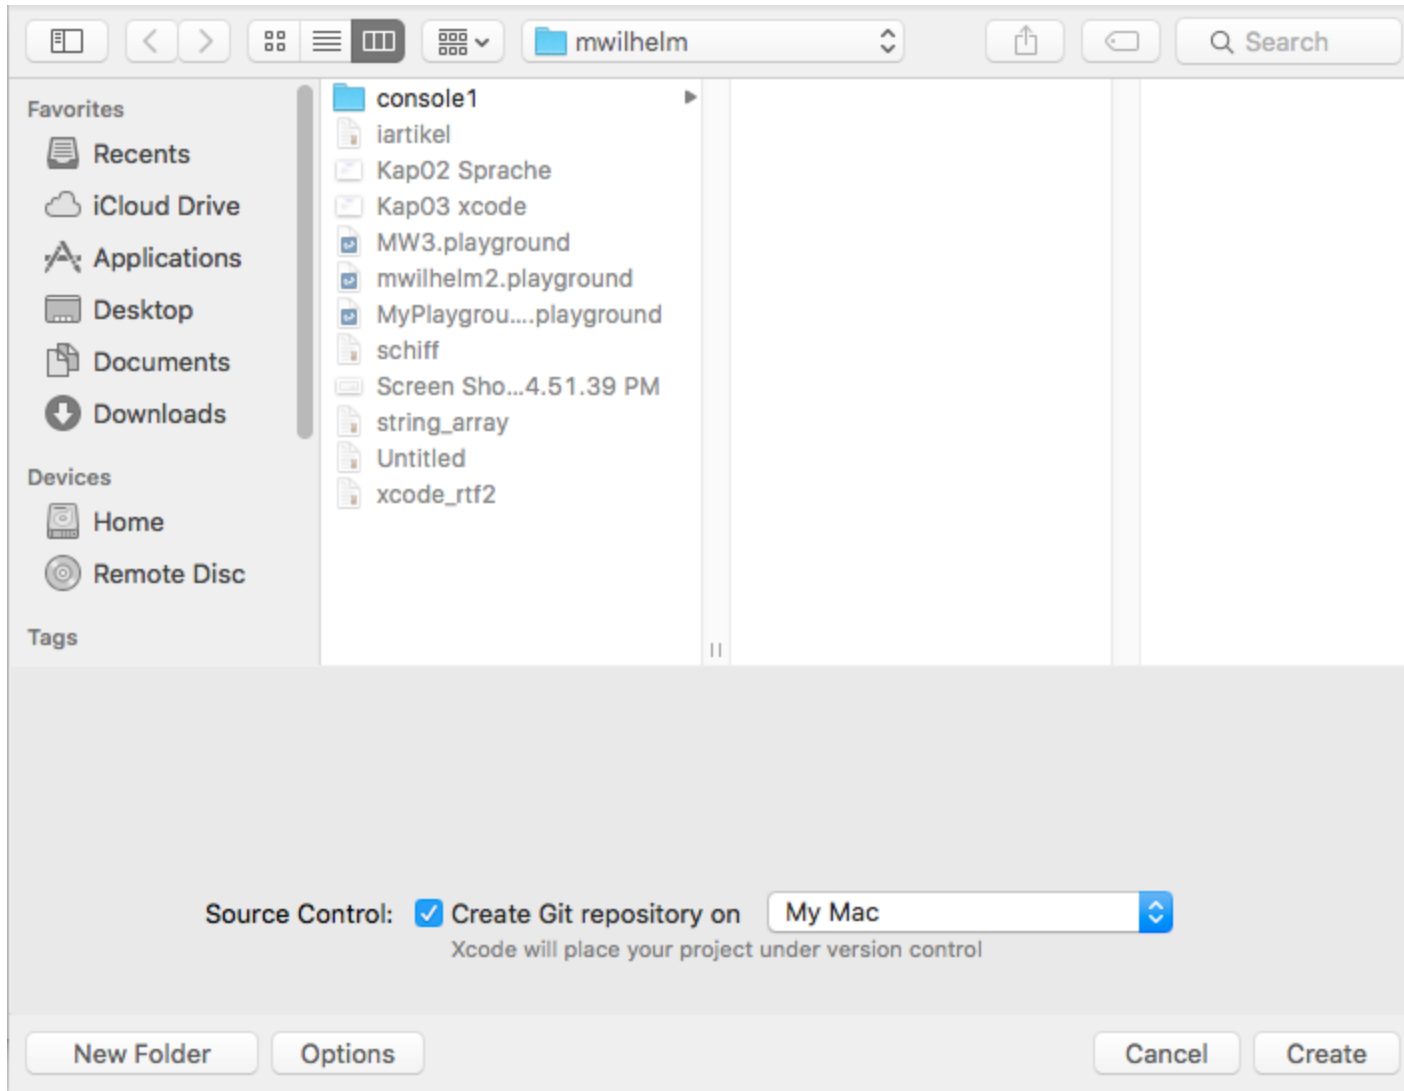 mwilhelm
Search
Favorites
Recents
iCloud Drive
Applications
Desktop
Documents
Downloads
Devices
Home
Remote Disc
Tags
console1
iartikel
Kap02 Sprache
Kap03 xcode
MW3.playground
mwilhelm2.playground
MyPlaygrou....playground
schiff
Screen Sho...4.51.39 PM
string_array
Untitled
xcode_rtf2
Source Control: Create Git repository on My Mac
Xcode will place your project under version control
New Folder Options Cancel Create